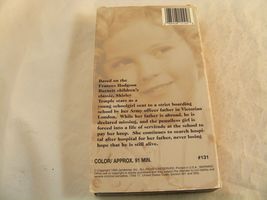 Based on the
Frances Hodgson
Burnett children's
classic, Shirley
Temple stars as a
young schoolgirl sent to a strict boarding
school by her Army officer father in Victorian
London. While her father is abroad, he is
declared missing, and the penniless girl is
forced into a life of servitude at the school to
pay her keep. She continues to search hospi-
tal after hospital for her father, never losing
hope that he is still alive.
COLOR/ APPROX. 91 MIN.
#131